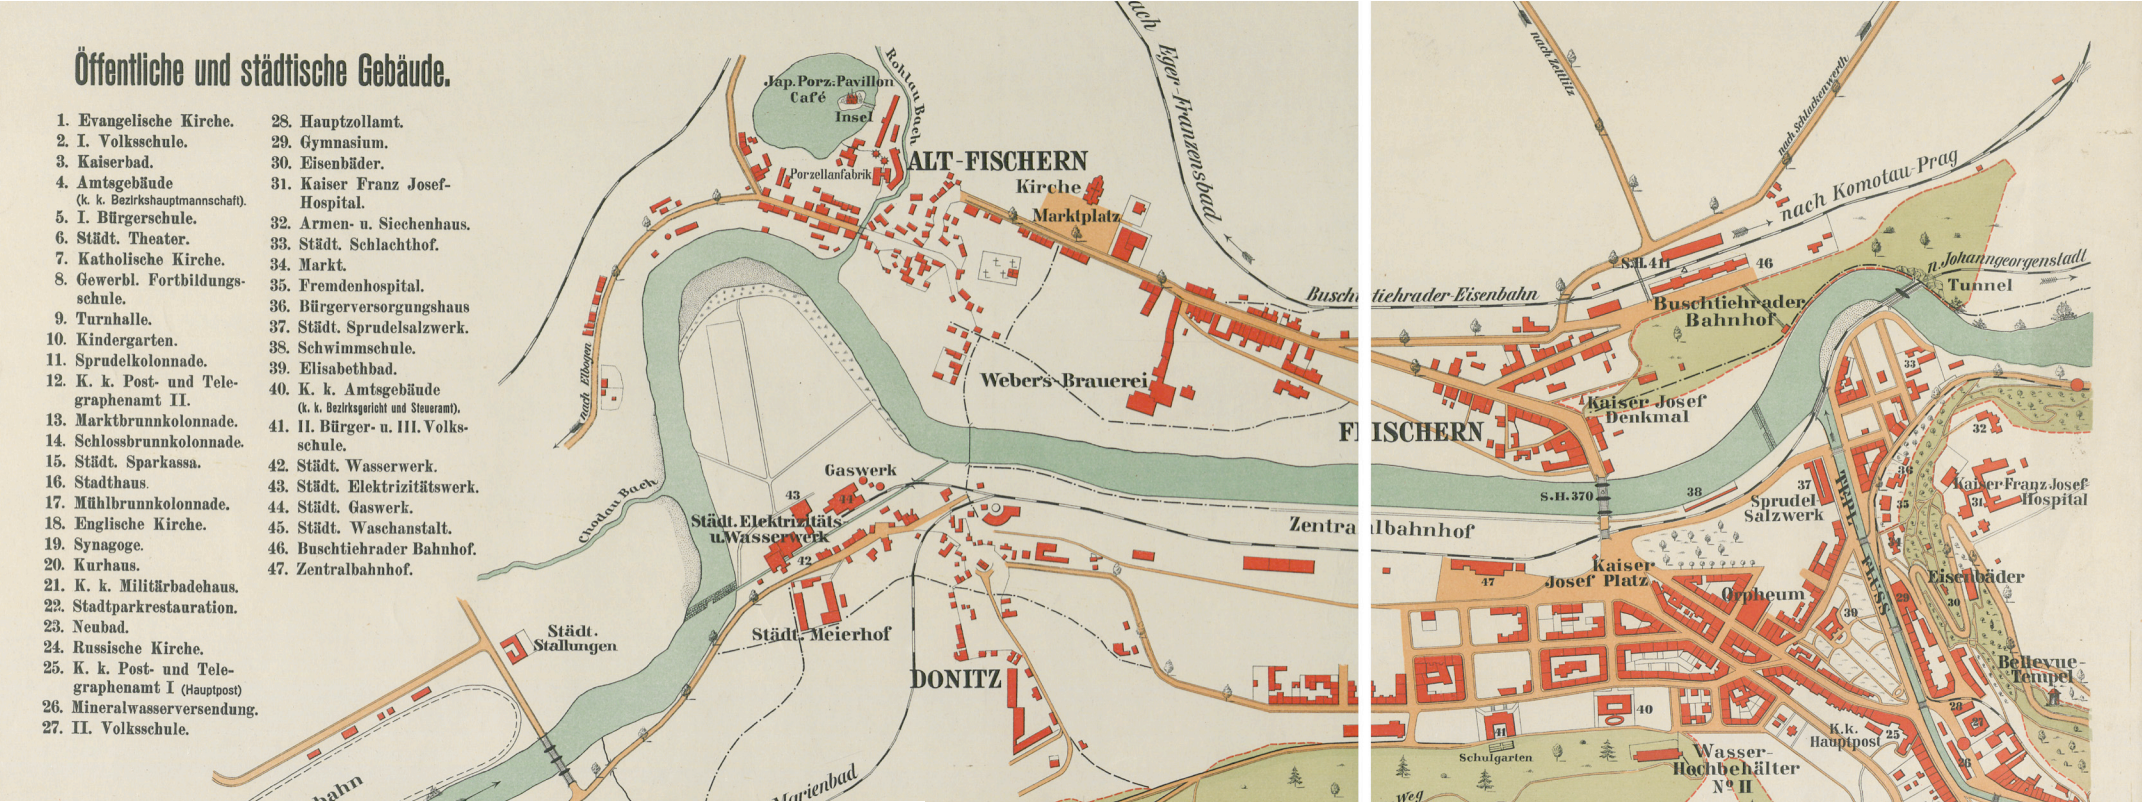 Öffentliche und städtische Gebäude.
1. Evangelische Kirche.
2. I. Volksschule.
3. Kaiserbad.
4. Amtsgebäude
(k. k. Bezirkshauptmannschaft).
5. I. Bürgerschule.
6. Städt. Theater.
7. Katholische Kirche.
8. Gewerbl. Fortbildungs-
schule.
9. Turnhalle.
10. Kindergarten.
11. Sprudelkolonnade.
12. K. k. Post- und Tele-
graphenamt II.
13. Marktbrunnkolonnade.
14. Schlossbrunnkolonnade.
15. Städt. Sparkassa.
16. Stadthaus.
17. Mühlbrunnkolonnade.
18. Englische Kirche.
19. Synagoge.
20. Kurhaus.
21. K. k. Militärbadehaus.
22. Stadtparkrestauration.
23. Neubad.
24. Russische Kirche.
25. K. k. Post- und Tele-
graphenamt I (Hauptpost)
26. Mineralwasserversendung.
27. II. Volksschule.
28. Hauptzollamt.
29. Gymnasium.
30. Eisenbäder.
31. Kaiser Franz Josef-
Hospital.
32. Armen- u. Siechenhaus.
33. Städt. Schlachthof.
34. Markt.
35. Fremdenhospital.
36. Bürgerversorgungshaus
37. Städt. Sprudelsalzwerk.
38. Schwimmschule.
39. Elisabethbad.
40. K. k. Amtsgebäude
(k. k. Bezirksgericht und Steueramt).
41. II. Bürger- u. III. Volks-
schule.
42. Städt. Wasserwerk.
43. Städt. Elektrizitätswerk.
44. Städt. Gaswerk.
45. Städt. Waschanstalt.
46. Buschtiehrader Bahnhof.
47. Zentralbahnhof.
Jap. Porz.-Pavillon
Café
Insel
Rohlau Bach
Porzellanfabrik
ALT-FISCHERN
Kirche
Marktplatz
nach Eger-Franzensbad
nach Zettlitz
nach Schlackenwerth
nach Komotau-Prag
n. Johanngeorgenstadt
Tunnel
S.H. 411
46
Buschtiehrader
Bahnhof
Buschtiehrader-Eisenbahn
nach Elbogen
Webers-Brauerei
Kaiser Josef
Denkmal
FISCHERN
33
32
36
Kaiser Franz Josef-
Hospital
31
35
34
Gaswerk
43
44
Städt. Elektrizitäts-
u. Wasserwerk
42
Chodau Bach
S.H. 370
38
37
Sprudel
Salzwerk
TEPL FLUSS
Zentralbahnhof
Kaiser
Josef Platz
47
Orpheum
Eisenbäder
29
30
39
Städt.
Stallungen
Städt. Meierhof
DONITZ
Bellevue-
Tempel
40
41
Schulgarten
28
27
K.k.
Hauptpost
25
26
Wasser-
Hochbehälter
No II
bahn
Marienbad
Weg